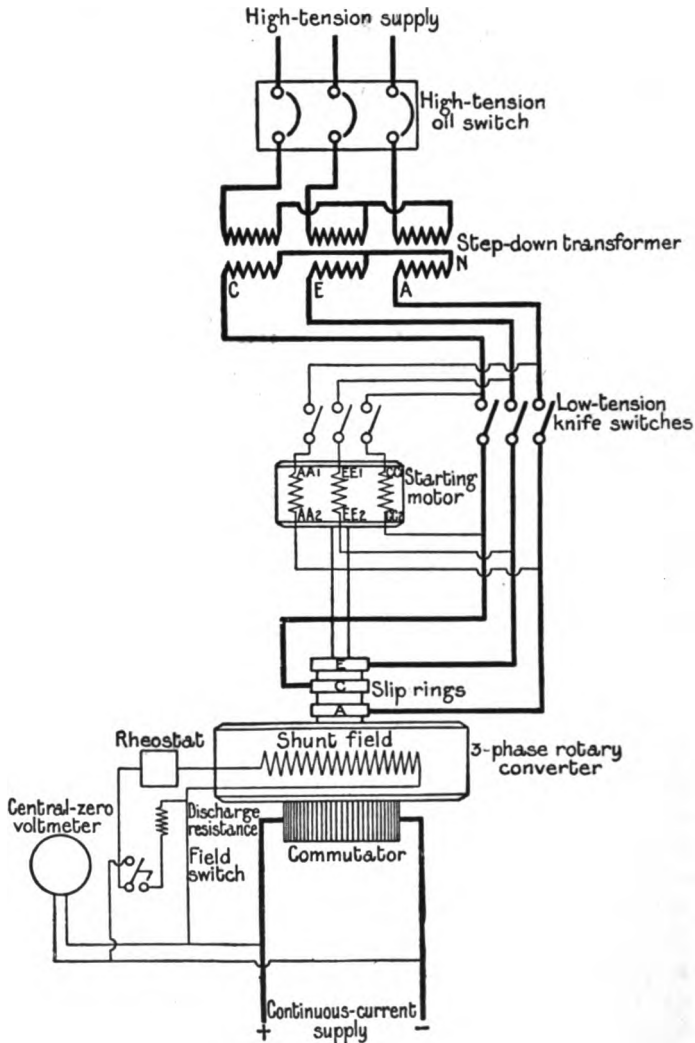 High-tension supply
High-tension
oil switch
Step-down transformer
N
C
E
A
Low-tension
knife switches
AA1
EE1
CC1
Starting
motor
AA2
EE2
CC2
E
C
Slip rings
A
Rheostat
Shunt field
3-phase rotary
converter
Central-zero
voltmeter
Discharge
resistance
Field
switch
Commutator
Continuous-current
supply
+
−